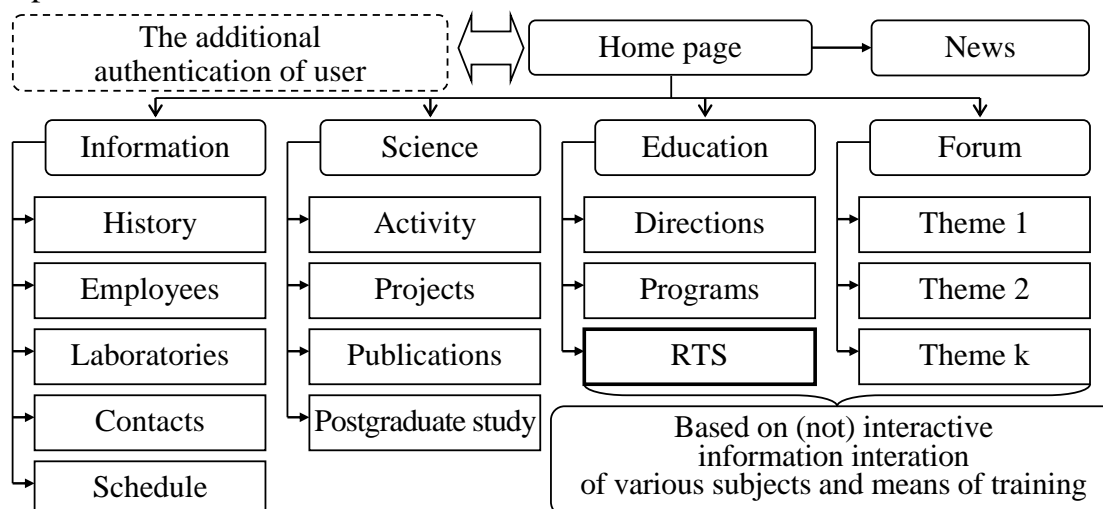 The additional
authentication of user
Home page
News
Information
Science
Education
Forum
History
Activity
Directions
Theme 1
Employees
Projects
Programs
Theme 2
Laboratories
Publications
RTS
Theme k
Contacts
Postgraduate study
Schedule
Based on (not) interactive
information interation
of various subjects and means of training